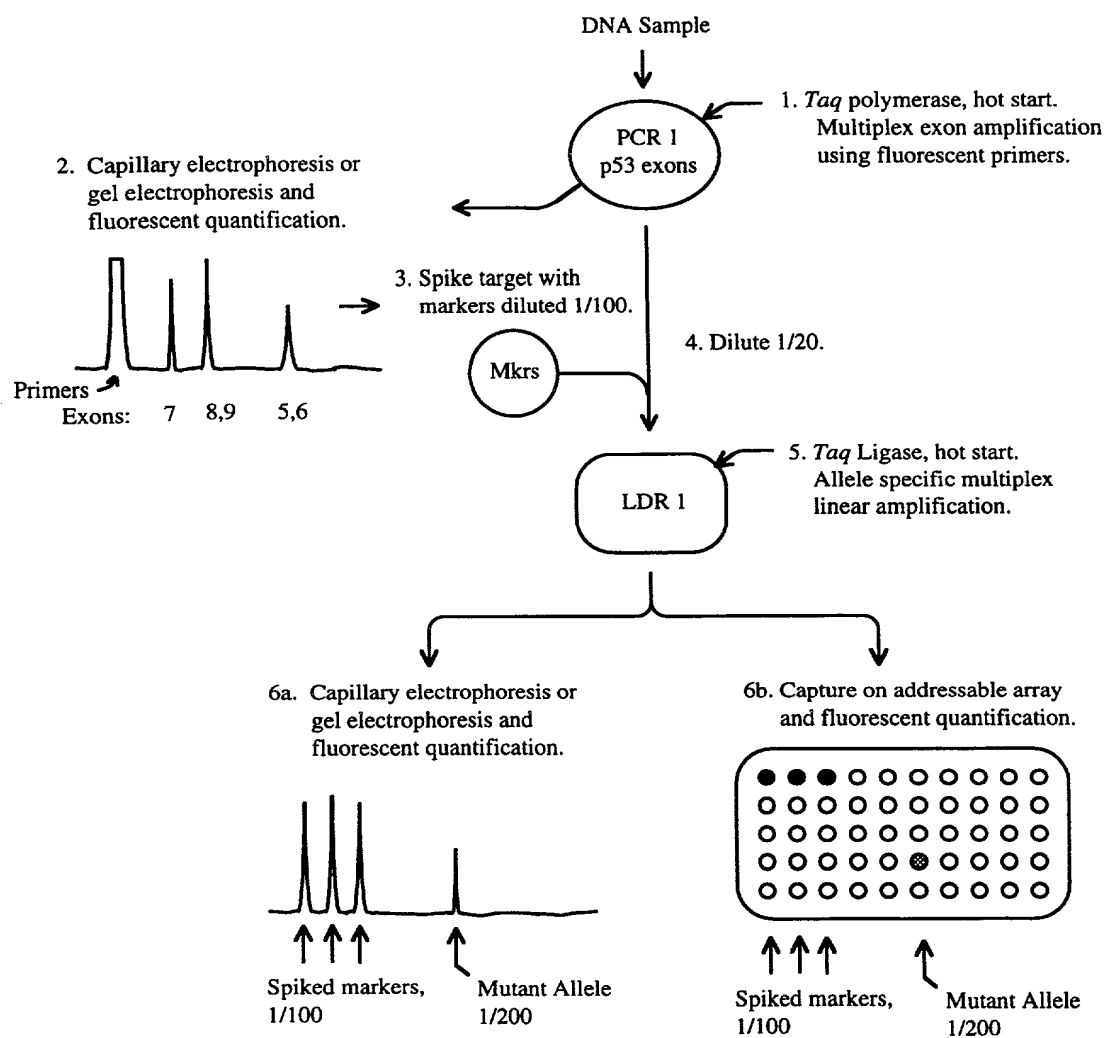 DNA Sample
1. Taq polymerase, hot start.
Multiplex exon amplification
using fluorescent primers.
PCR 1
p53 exons
2. Capillary electrophoresis or
gel electrophoresis and
fluorescent quantification.
Primers
Exons: 7 8,9 5,6
3. Spike target with
markers diluted 1/100.
Mkrs
4. Dilute 1/20.
5. Taq Ligase, hot start.
Allele specific multiplex
linear amplification.
LDR 1
6a. Capillary electrophoresis or
gel electrophoresis and
fluorescent quantification.
Spiked markers,
1/100
Mutant Allele
1/200
6b. Capture on addressable array
and fluorescent quantification.
Spiked markers,
1/100
Mutant Allele
1/200